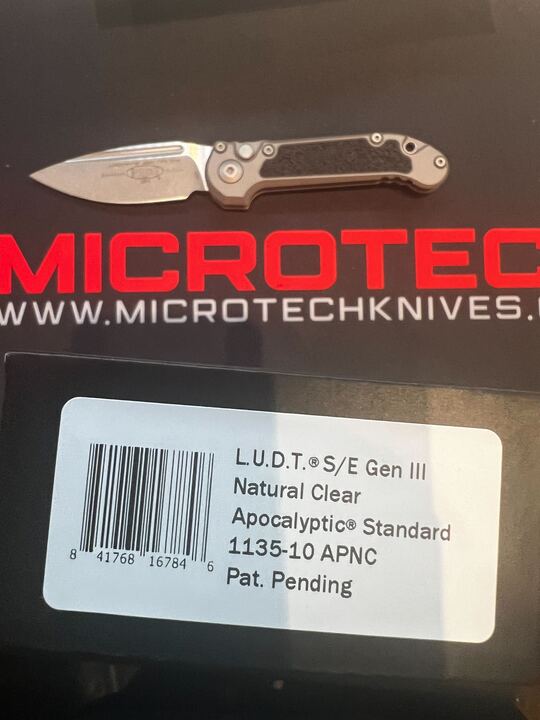 MICROTEC
WWW.MICROTECHKNIVES.
L.U.D.T.® S/E Gen III
Natural Clear
Apocalyptic® Standard
1135-10 APNC
Pat. Pending
8 41768 16784 6